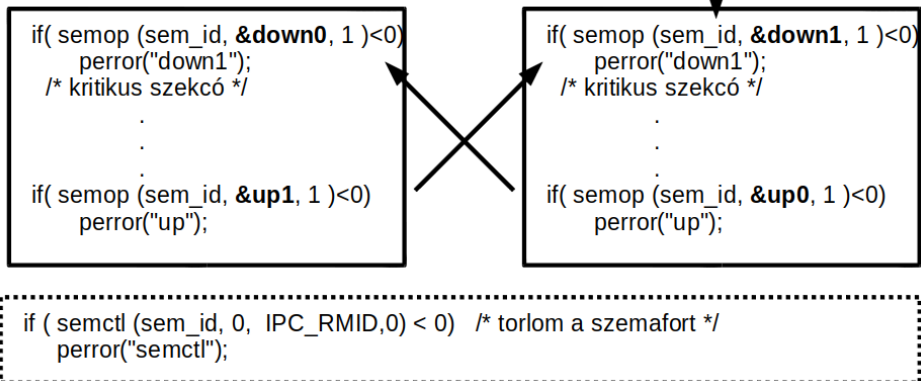 if( semop (sem_id, &down0, 1 )<0)
perror("down1");
/* kritikus szekcó */
.
.
.
if( semop (sem_id, &up1, 1 )<0)
perror("up");
if( semop (sem_id, &down1, 1 )<0)
perror("down1");
/* kritikus szekcó */
.
.
.
if( semop (sem_id, &up0, 1 )<0)
perror("up");
if ( semctl (sem_id, 0,  IPC_RMID,0) < 0)   /* torlom a szemafort */
perror("semctl");